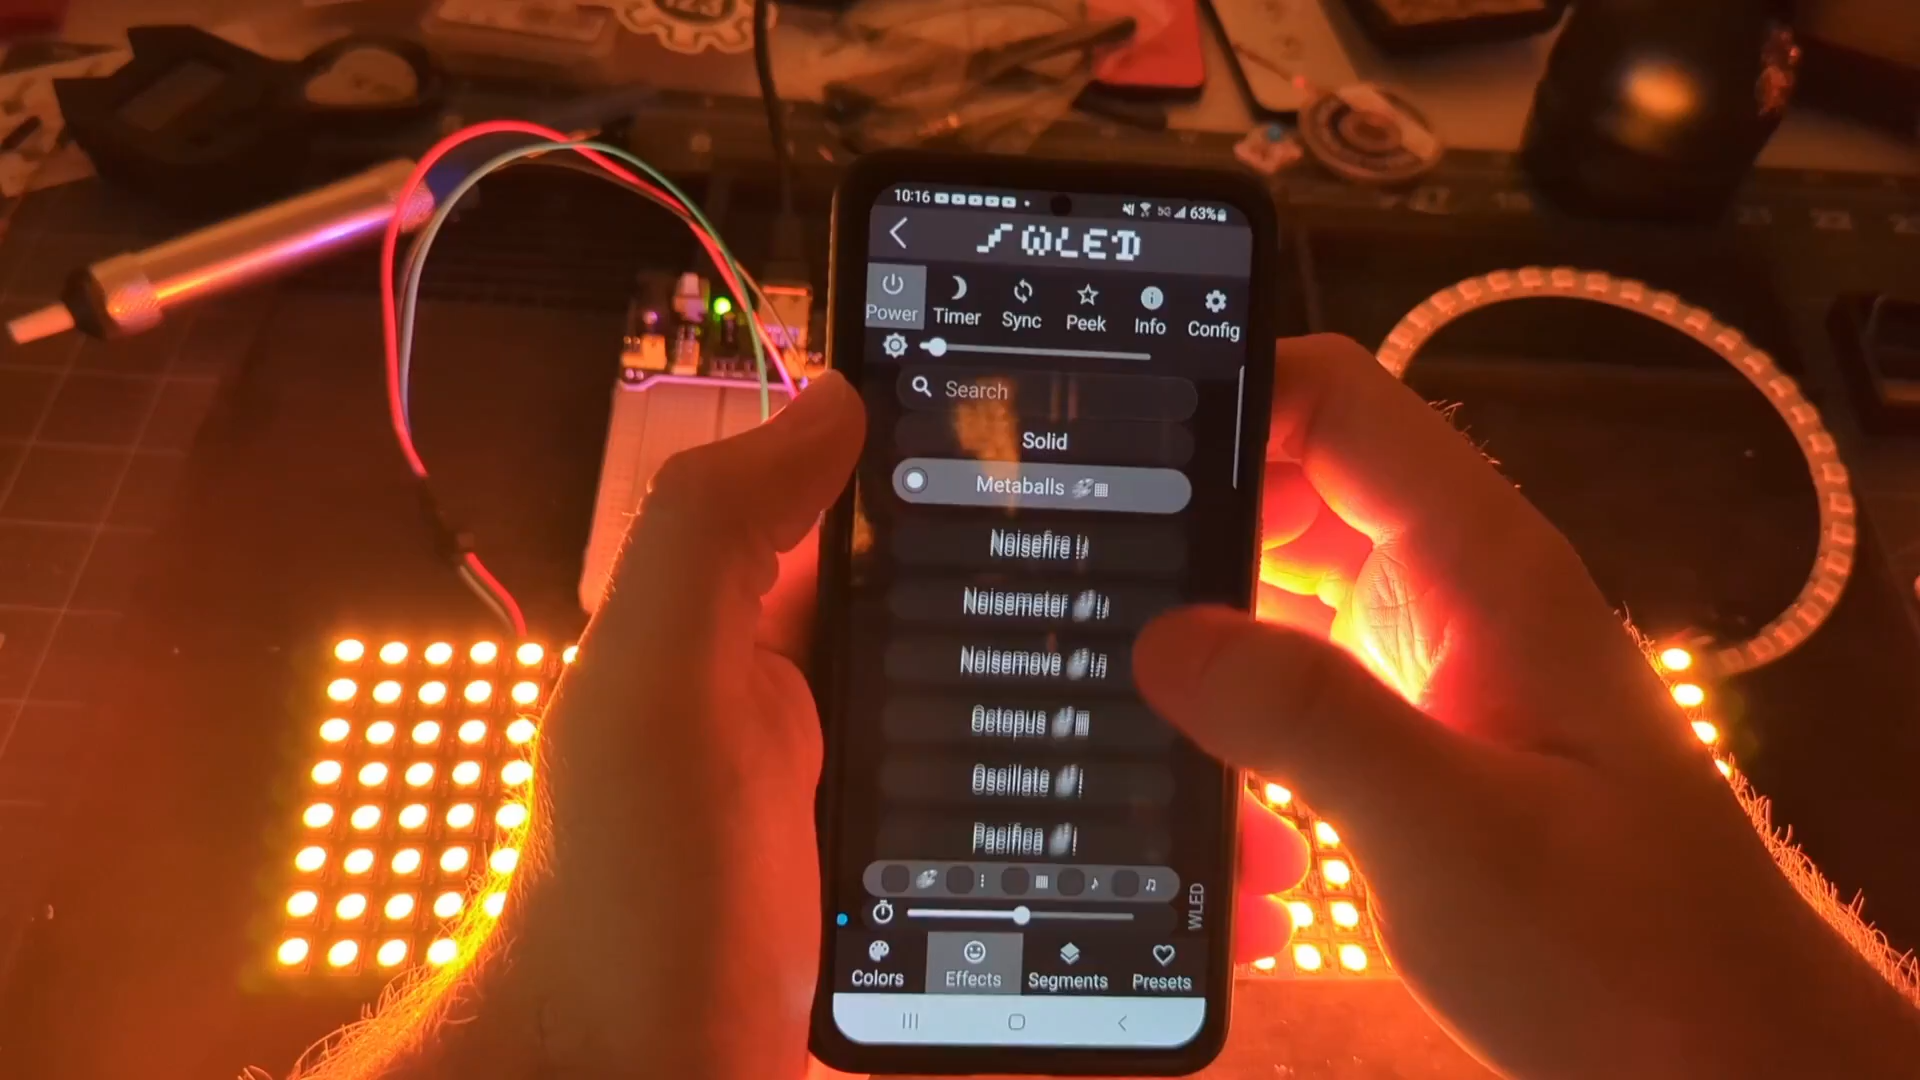 10:16 5G 63%
WLED
Power Timer Sync Peek Info Config
Search
Solid
Metaballs
Noisefire
Noisemeter
Noisemove
Octopus
Oscillate
Pacifica
WLED
Colors Effects Segments Presets